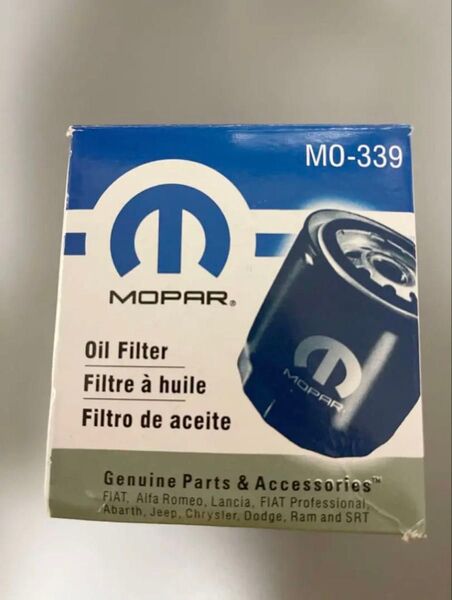 MO-339
MOPAR®
MOPAR
Oil Filter
Filtre à huile
Filtro de aceite
Genuine Parts & Accessories™
FIAT, Alfa Romeo, Lancia, FIAT Professional,
Abarth, Jeep, Chrysler, Dodge, Ram and SRT